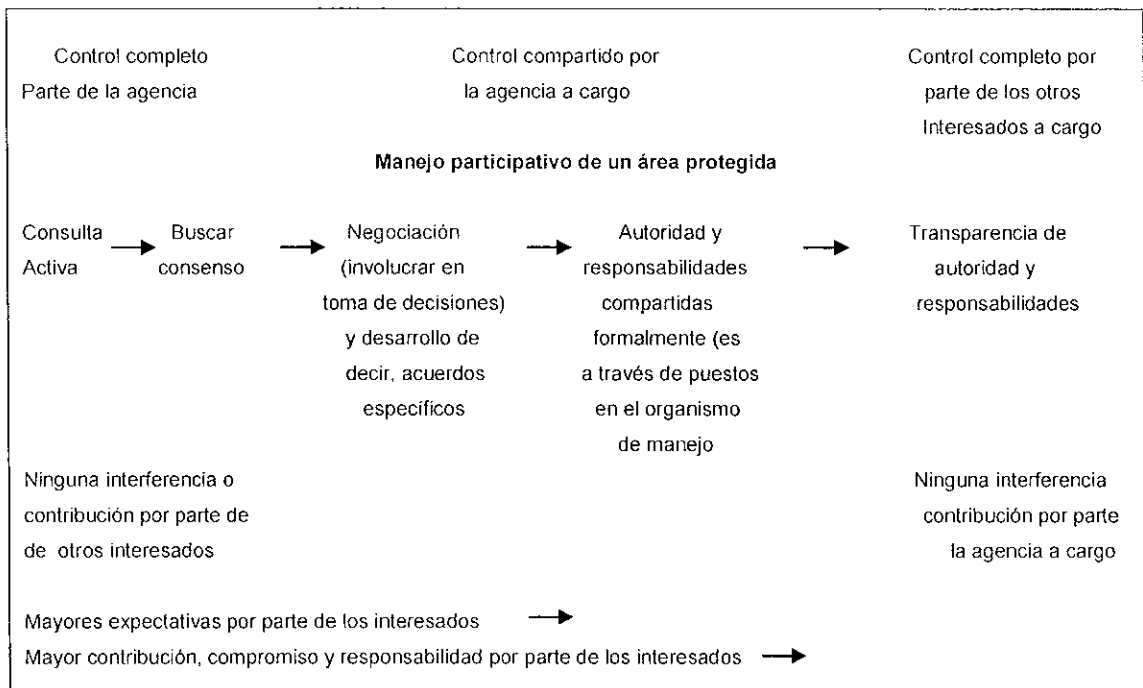 Control completo
Parte de la agencia
Control compartido por
la agencia a cargo
Control completo por
parte de los otros
Interesados a cargo
Manejo participativo de un área protegida
Consulta
Activa
Buscar
consenso
Negociación
(involucrar en
toma de decisiones)
y desarrollo de
decir, acuerdos
específicos
Autoridad y
responsabilidades
compartidas
formalmente (es
a través de puestos
en el organismo
de manejo
Transparencia de
autoridad y
responsabilidades
Ninguna interferencia o
contribución por parte de
de otros interesados
Ninguna interferencia
contribución por parte
la agencia a cargo
Mayores expectativas por parte de los interesados
Mayor contribución, compromiso y responsabilidad por parte de los interesados